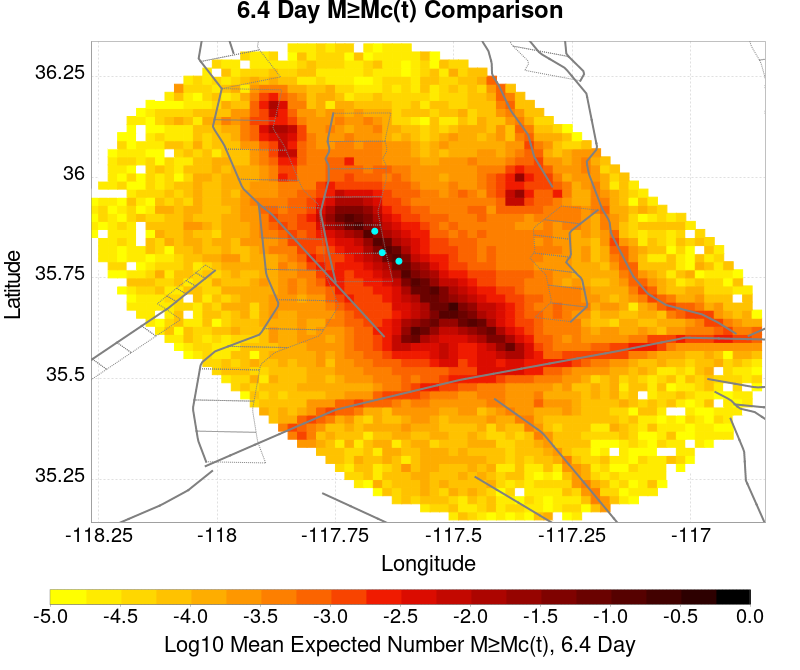 6.4 Day M≥Mc(t) Comparison
36.25
36
35.75
35.5
35.25
Latitude
-118.25 -118 -117.75 -117.5 -117.25 -117
Longitude
-5.0 -4.5 -4.0 -3.5 -3.0 -2.5 -2.0 -1.5 -1.0 -0.5 0.0
Log10 Mean Expected Number M≥Mc(t), 6.4 Day